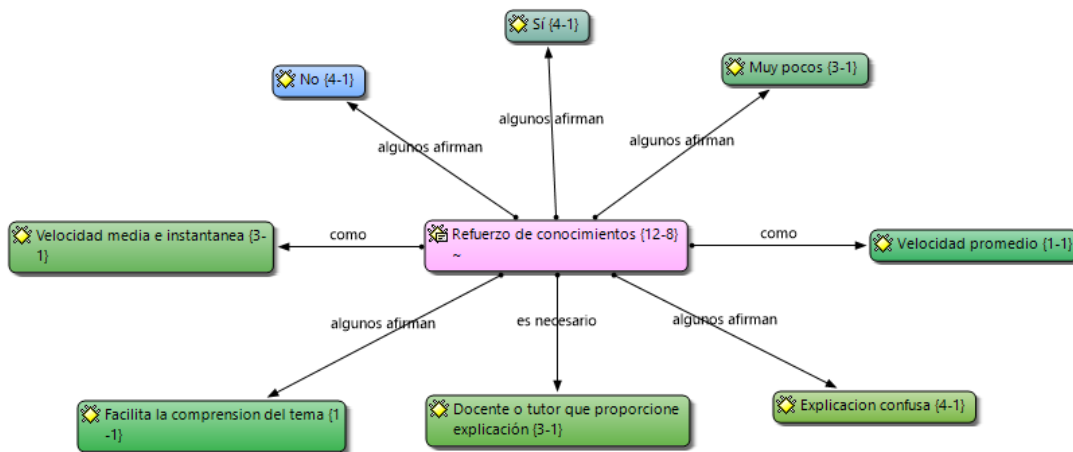 Sí {4-1}
No {4-1}
Muy pocos {3-1}
algunos afirman
algunos afirman
algunos afirman
Velocidad media e instantanea {3-
1}
como
Refuerzo de conocimientos {12-8}
~
como
Velocidad promedio {1-1}
algunos afirman
es necesario
algunos afirman
Facilita la comprension del tema {1
-1}
Docente o tutor que proporcione
explicación {3-1}
Explicacion confusa {4-1}